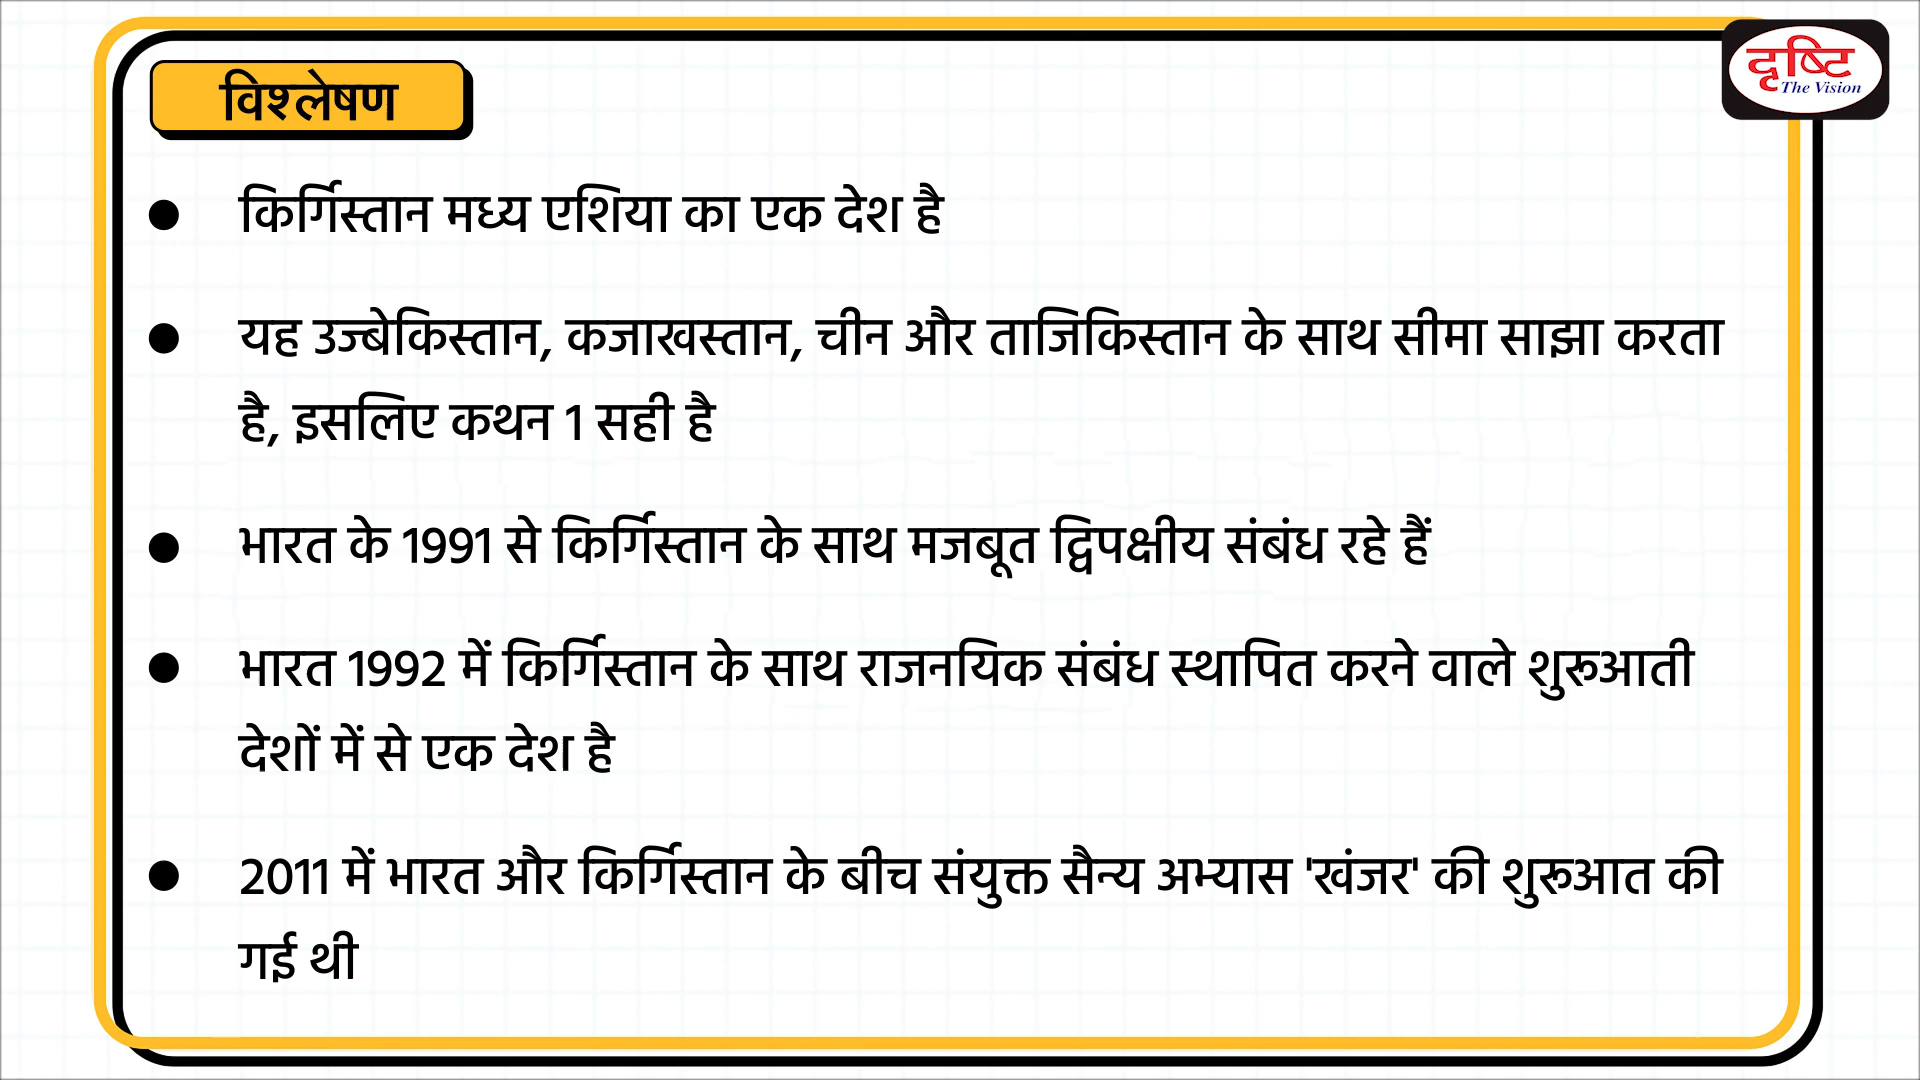 दृष्टि
The Vision
विश्लेषण
● किर्गिस्तान मध्य एशिया का एक देश है
● यह उज्बेकिस्तान, कजाखस्तान, चीन और ताजिकिस्तान के साथ सीमा साझा करता
है, इसलिए कथन 1 सही है
● भारत के 1991 से किर्गिस्तान के साथ मजबूत द्विपक्षीय संबंध रहे हैं
● भारत 1992 में किर्गिस्तान के साथ राजनयिक संबंध स्थापित करने वाले शुरुआती
देशों में से एक देश है
● 2011 में भारत और किर्गिस्तान के बीच संयुक्त सैन्य अभ्यास 'खंजर' की शुरुआत की
गई थी